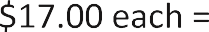 $17.00 each =